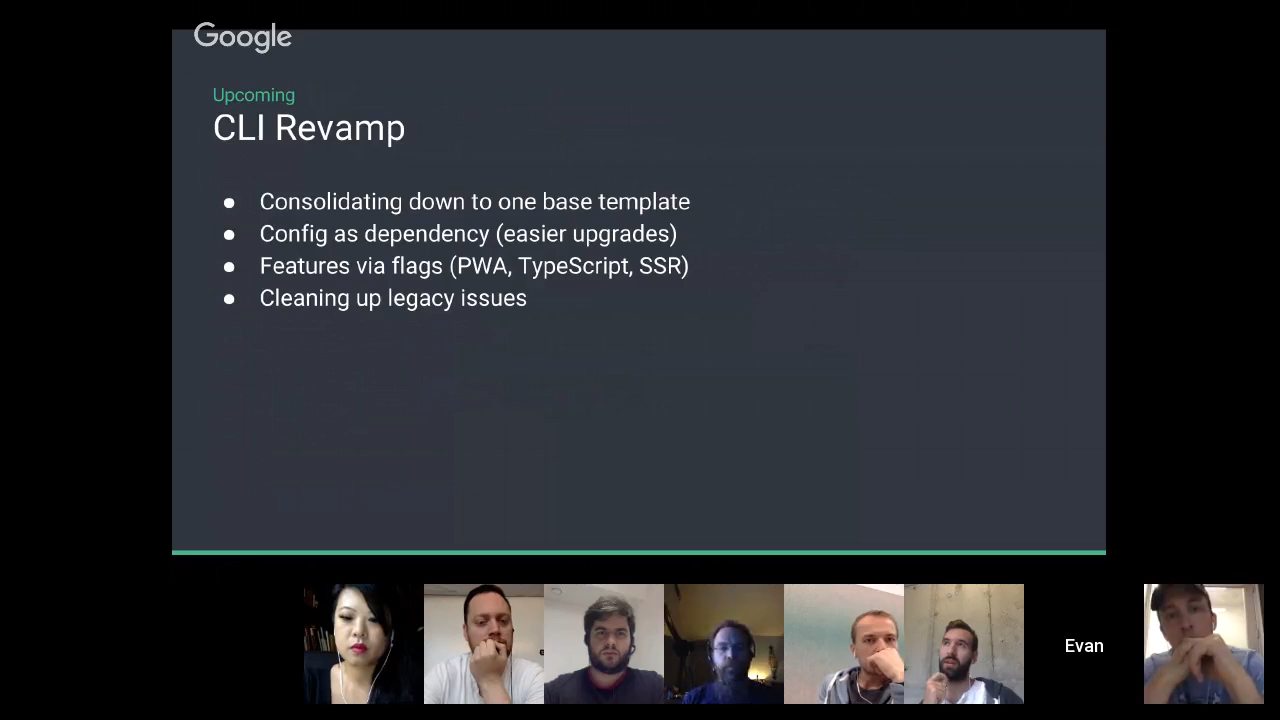 Google
Upcoming
CLI Revamp
● Consolidating down to one base template
● Config as dependency (easier upgrades)
● Features via flags (PWA, TypeScript, SSR)
● Cleaning up legacy issues
Evan